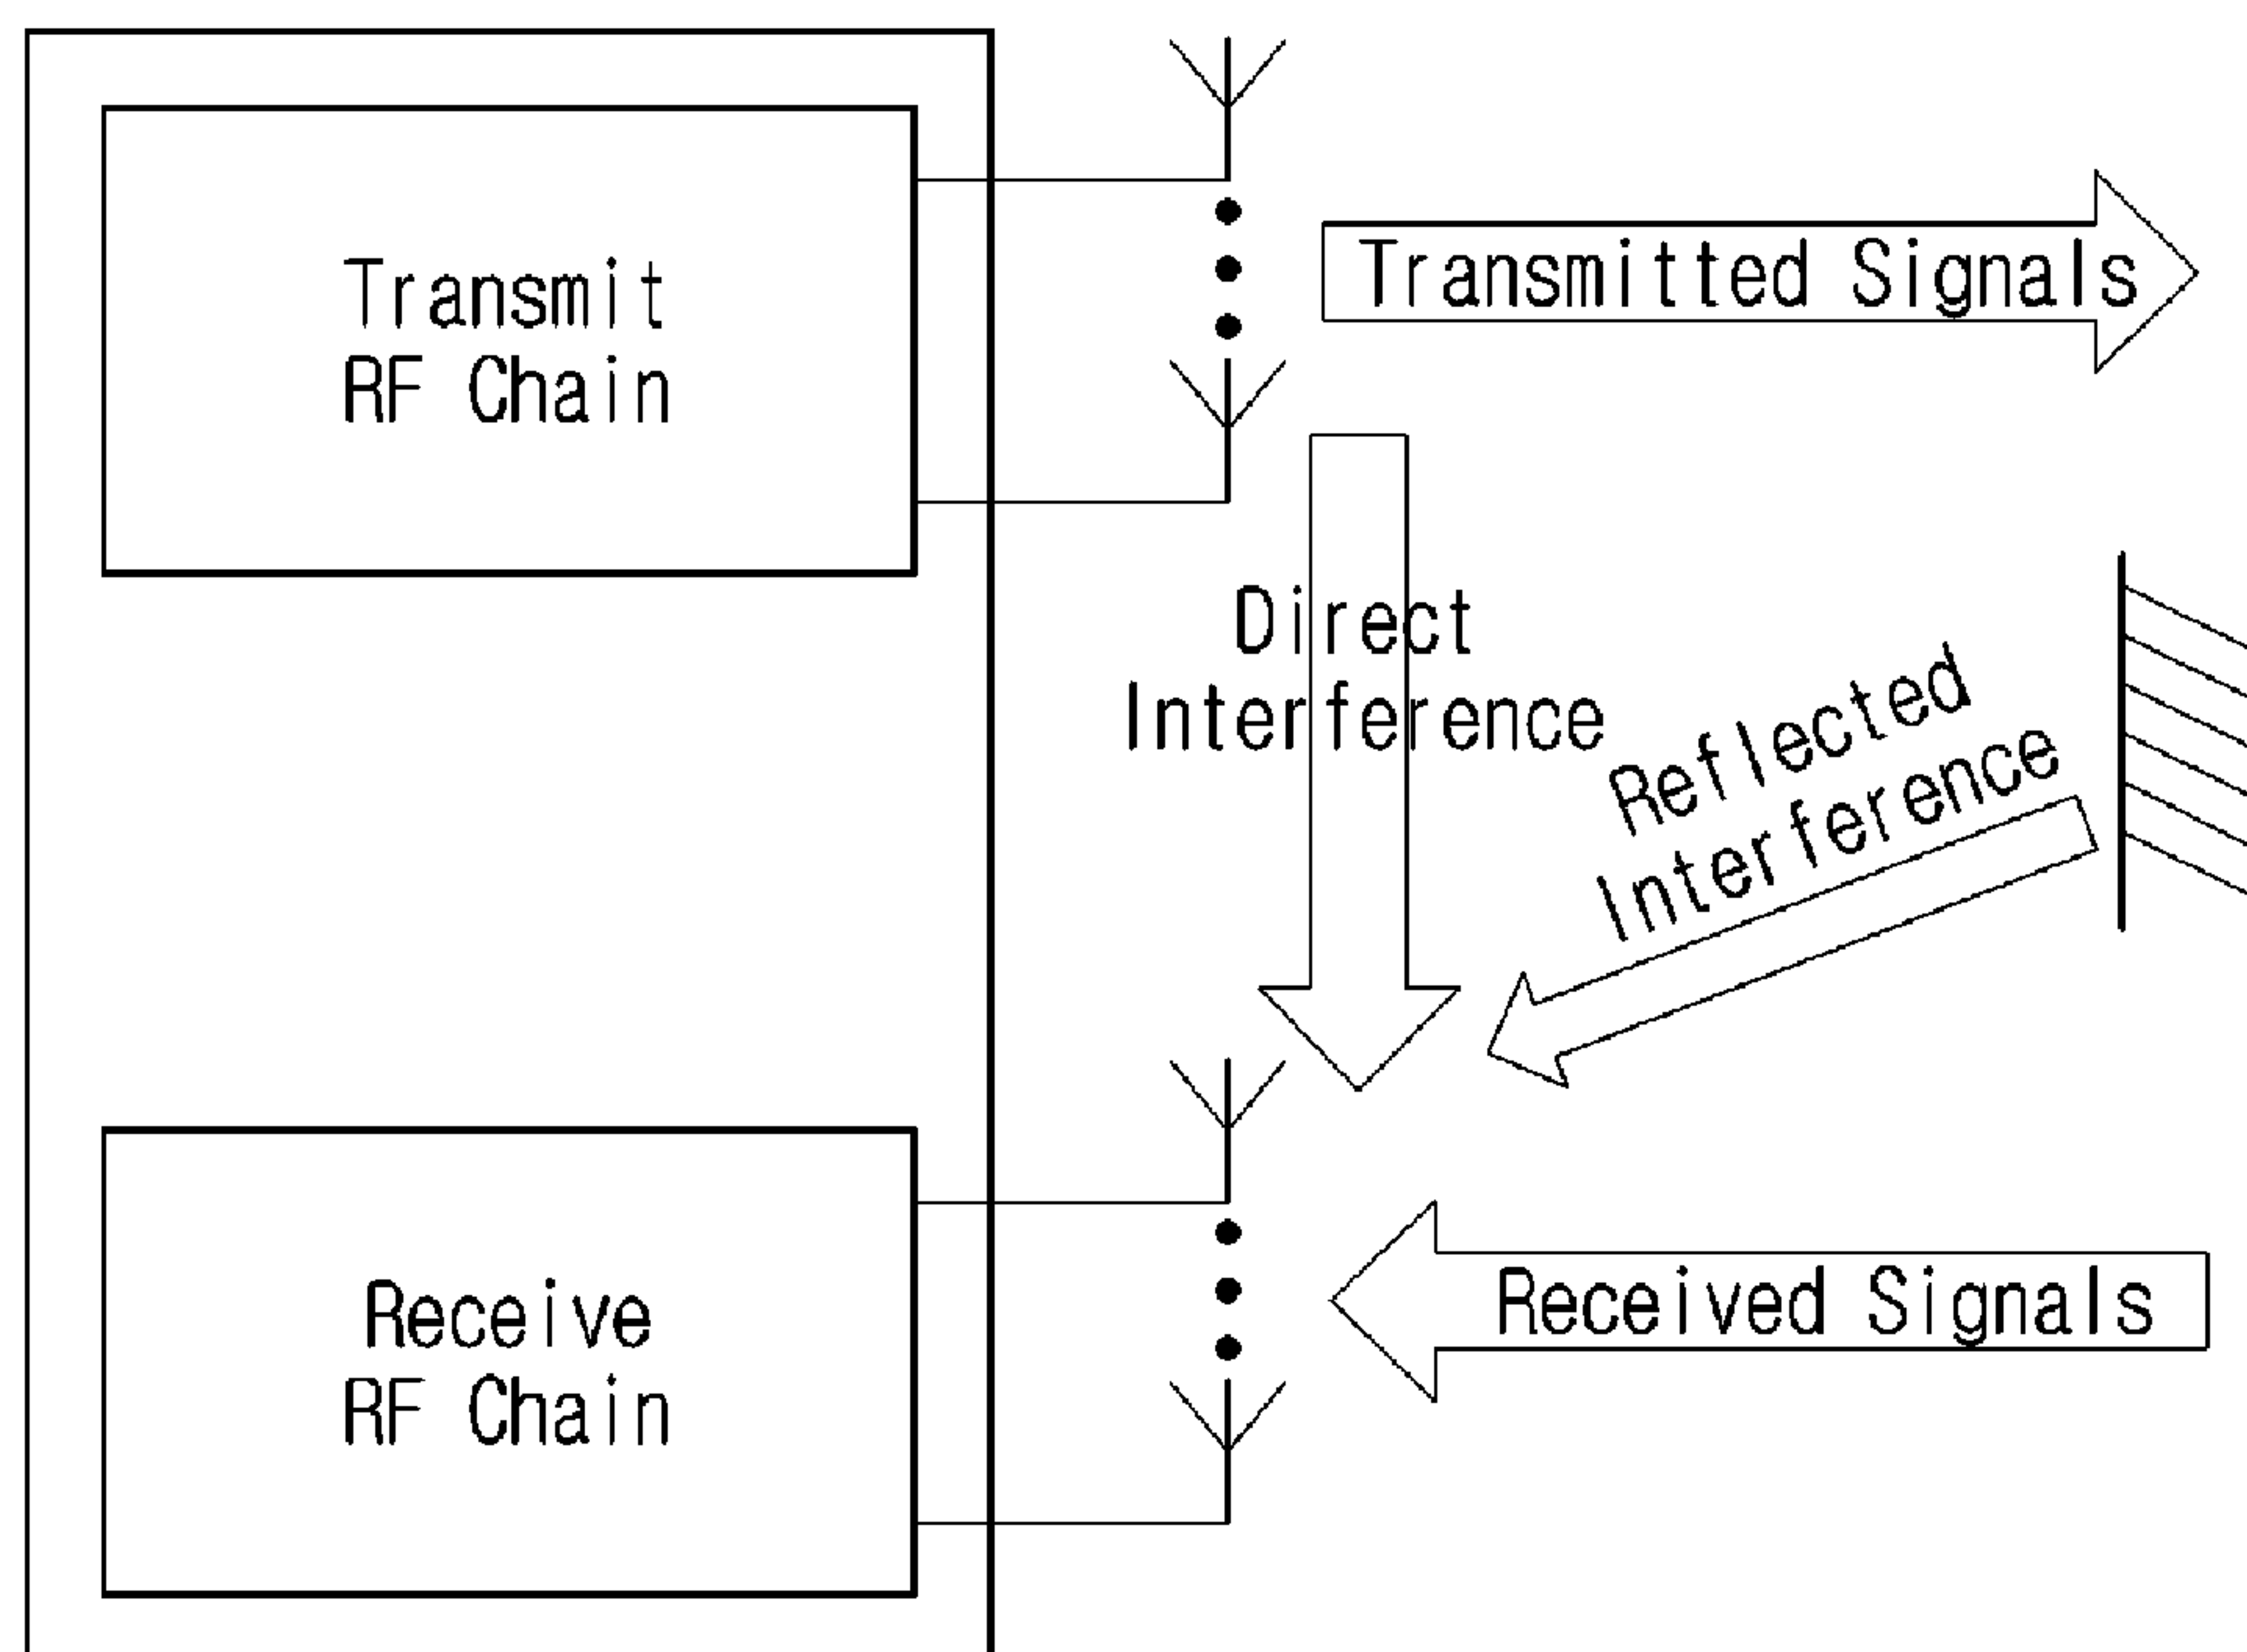 Transmit
RF Chain
Transmitted Signals
Direct
Interference
Reflected
Interference
Receive
RF Chain
Received Signals